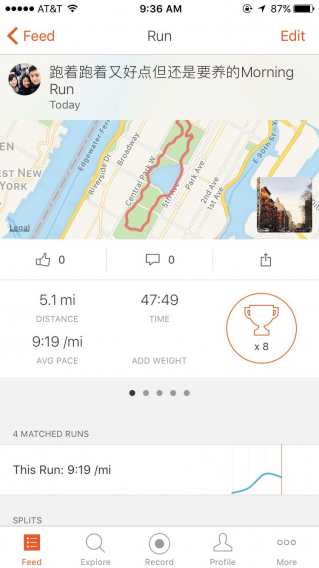 AT&T
9:36 AM
87%
Feed
Run
Edit
跑着跑着又好点但还是要养的Morning
Run
Today
WEST NEW
YORK
Edgewater Fer
Riverside Dr
Broadway
Central Park W
5th Ave
Park Ave
2nd Ave
1st Ave
E 90th St
Legal
0
0
5.1 mi
47:49
DISTANCE
TIME
x 8
9:19 /mi
AVG PACE
ADD WEIGHT
4 MATCHED RUNS
This Run: 9:19 /mi
SPLITS
Feed
Explore
Record
Profile
More